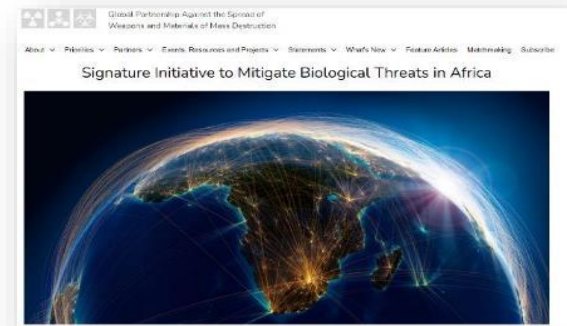 Global Partnership Against the Spread of
Weapons and Materials of Mass Destruction
About Priorities Partners Events, Resources and Projects Statements What's New Feature Articles Matchmaking Subscribe
Signature Initiative to Mitigate Biological Threats in Africa